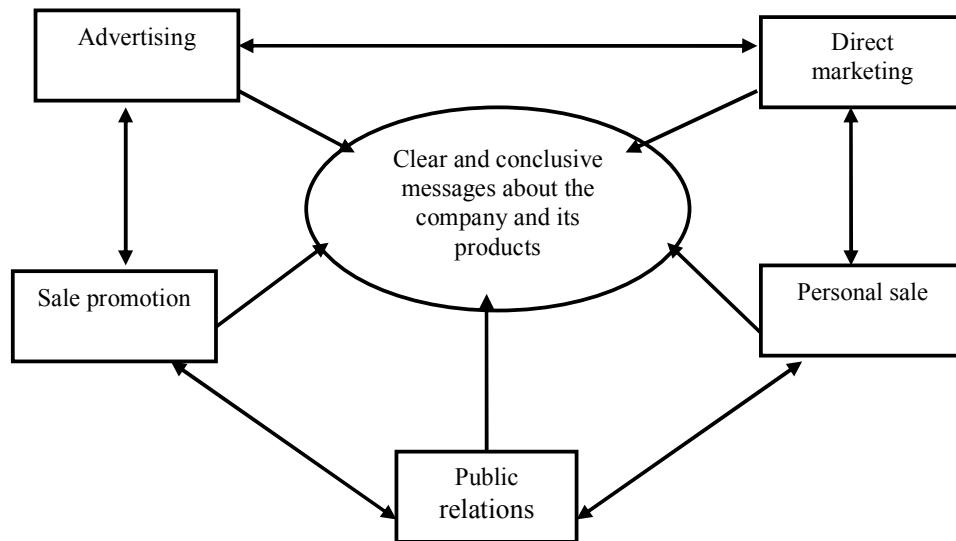 Advertising
Direct
marketing
Clear and conclusive
messages about the
company and its
products
Sale promotion
Personal sale
Public
relations